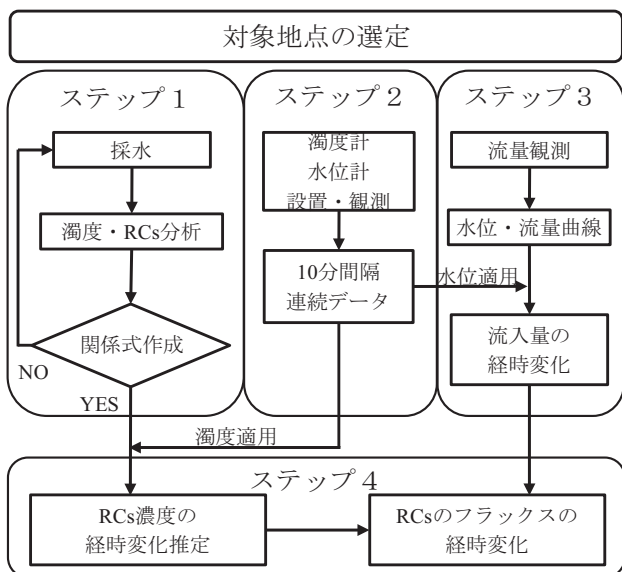 対象地点の選定
ステップ1
採水
濁度・RCs分析
関係式作成
NO
YES
ステップ2
濁度計
水位計
設置・観測
10分間隔
連続データ
濁度適用
水位適用
ステップ3
流量観測
水位・流量曲線
流入量の
経時変化
ステップ4
RCs濃度の
経時変化推定
RCsのフラックスの
経時変化